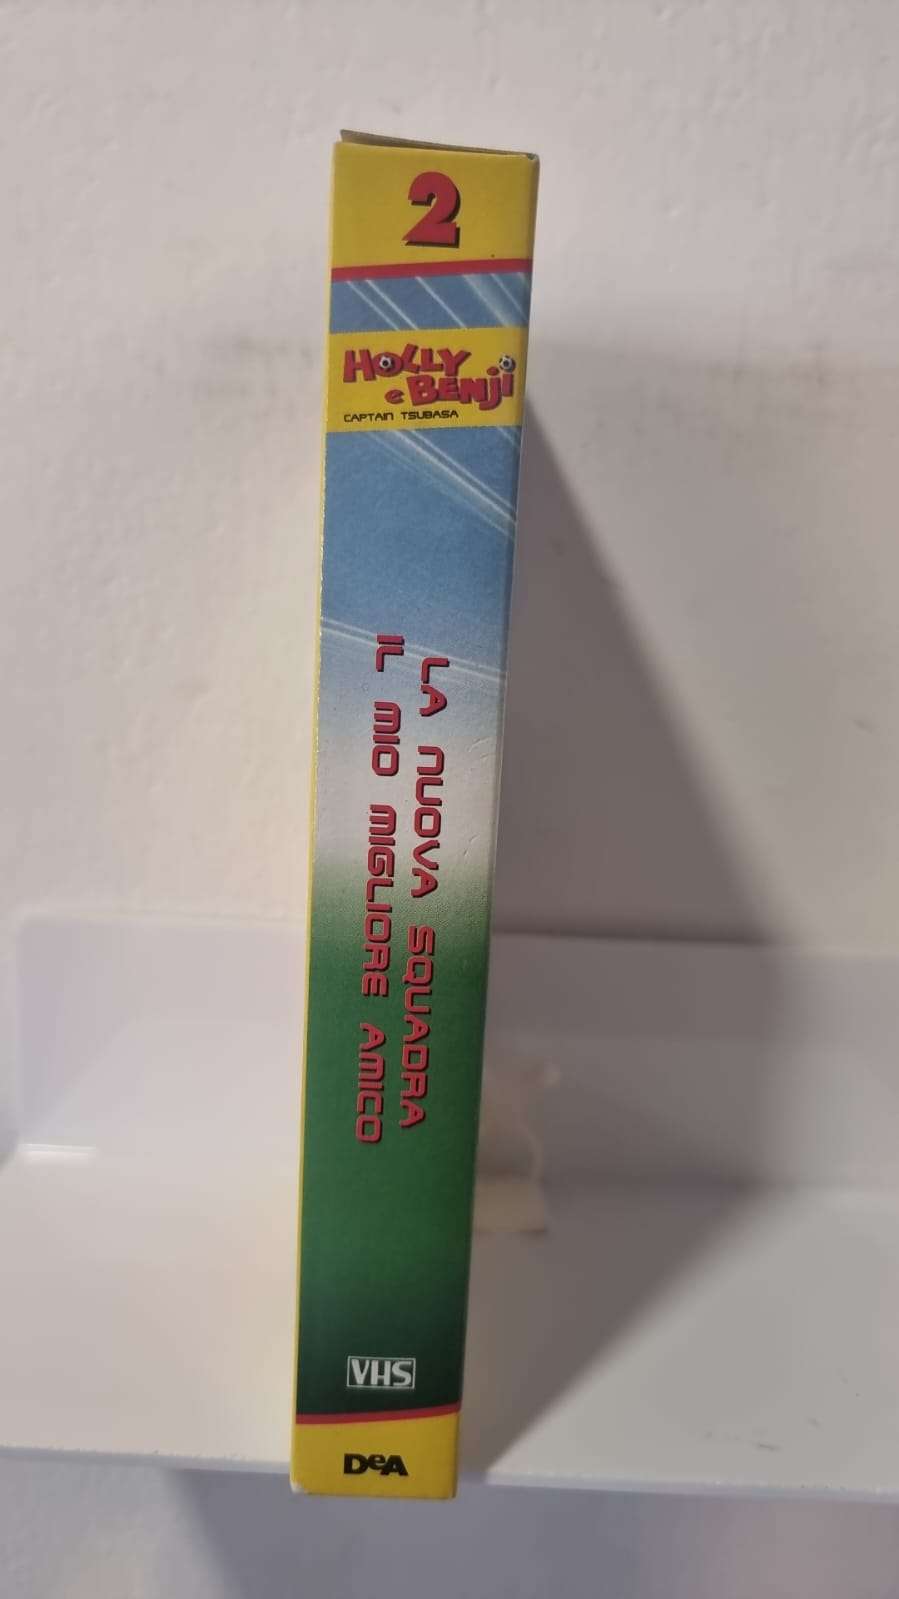 2
HOLLY
e BENJI
CAPTAIN TSUBASA
LA NUOVA SQUADRA
IL MIO MIGLIORE AMICO
VHS
DeA